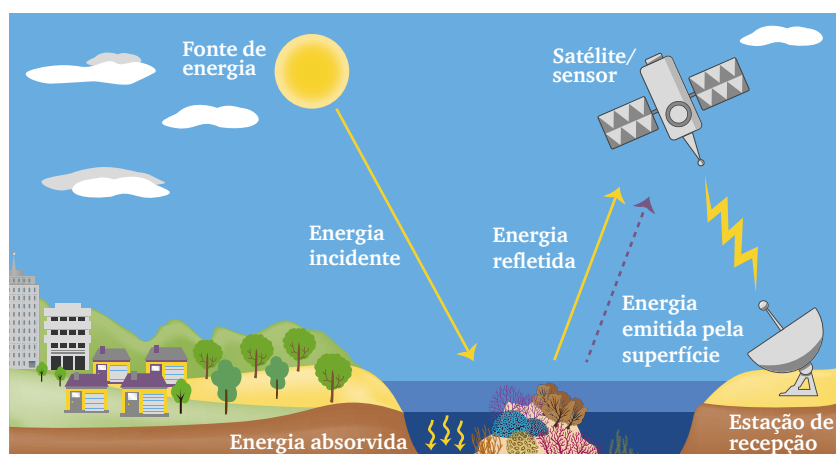 Fonte de
energia
Satélite/
sensor
Energia
incidente
Energia
refletida
Energia
emitida pela
superfície
Energia absorvida
Estação de
recepção